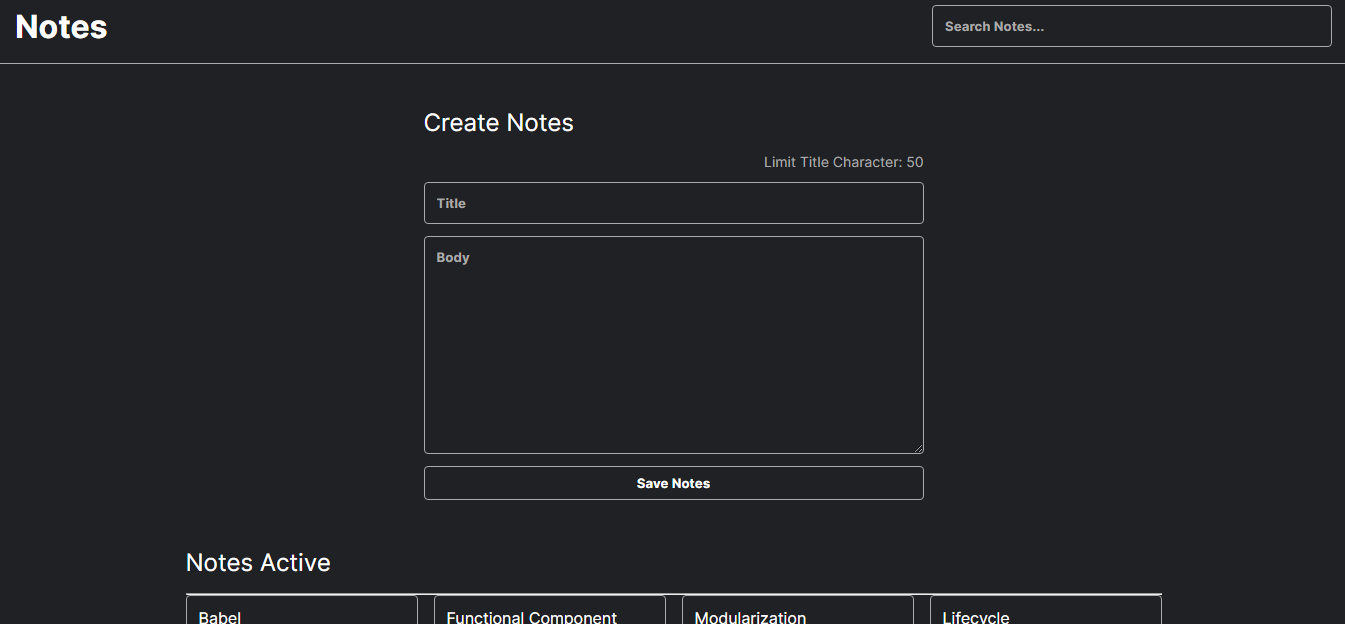 Notes
Search Notes...
Create Notes
Limit Title Character: 50
Title
Body
Save Notes
Notes Active
Babel
Functional Component
Modularization
Lifecycle